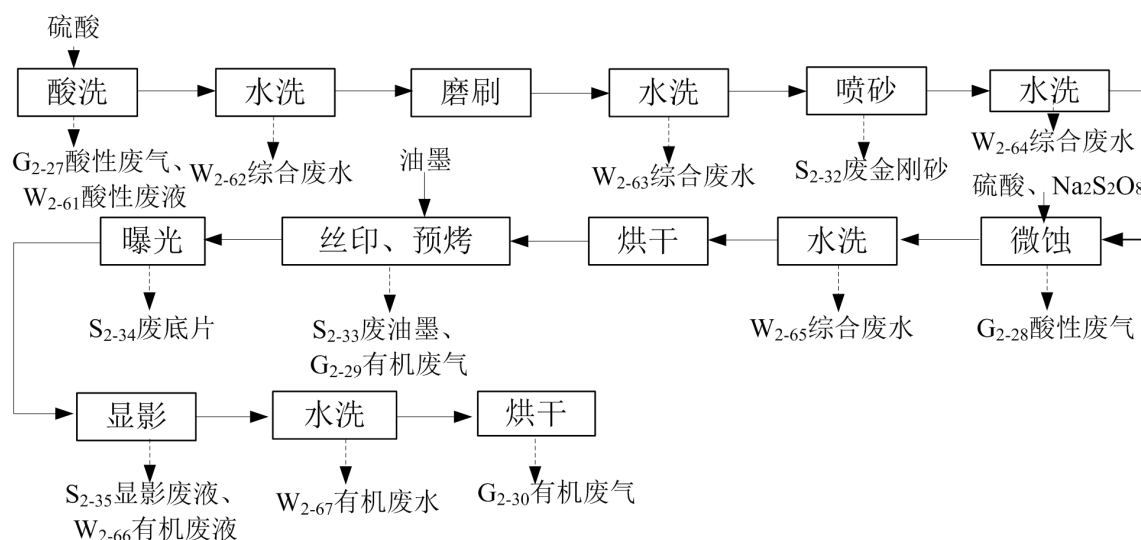 硫酸
酸洗
水洗
磨刷
水洗
喷砂
水洗
G2-27酸性废气、
W2-61酸性废液
W2-62综合废水
W2-63综合废水
S2-32废金刚砂
W2-64综合废水
油墨
硫酸、Na2S2O8
曝光
丝印、预烤
烘干
水洗
微蚀
S2-34废底片
S2-33废油墨、
G2-29有机废气
W2-65综合废水
G2-28酸性废气
显影
水洗
烘干
S2-35显影废液、
W2-66有机废液
W2-67有机废水
G2-30有机废气